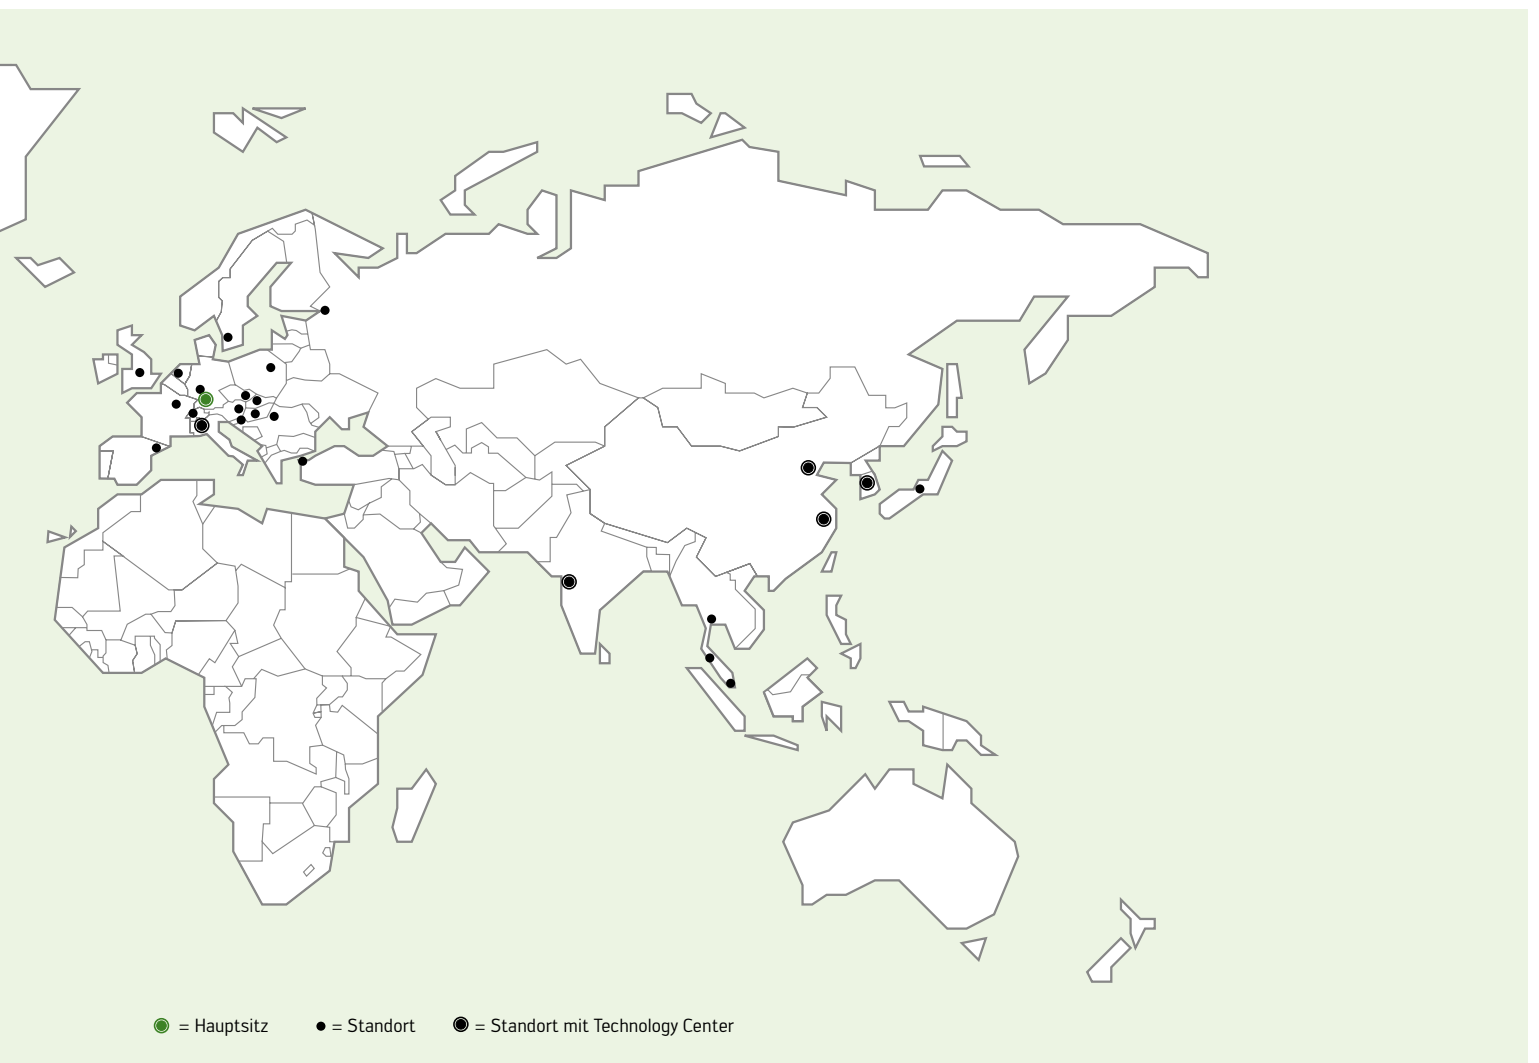 = Hauptsitz = Standort = Standort mit Technology Center